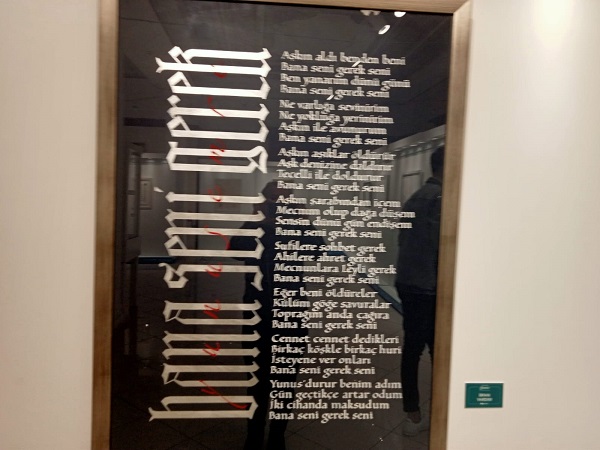 bana seni gerek
Aşkın aldı benden beni
Bana seni gerek seni
Ben yanarım dünü günü
Bana seni gerek seni
Ne varlığa sevinirim
Ne yokluğa yerinirim
Aşkın ile avunurum
Bana seni gerek seni
Aşkın aşıklar öldürür
Aşk denizine daldırır
Tecelli ile doldurur
Bana seni gerek seni
Aşkın şarabından içem
Mecnun olup dağa düşem
Sensin dünü gün endişem
Bana seni gerek seni
Sufilere sohbet gerek
Ahilere ahret gerek
Mecnunlara Leyli gerek
Bana seni gerek seni
Eğer beni öldüreler
Külüm göğe savuralar
Toprağım anda çağıra
Bana seni gerek seni
Cennet cennet dedikleri
Birkaç köşkle birkaç huri
İsteyene ver onları
Bana seni gerek seni
Yunus'durur benim adım
Gün geçtikçe artar odum
İki cihanda maksudum
Bana seni gerek seni